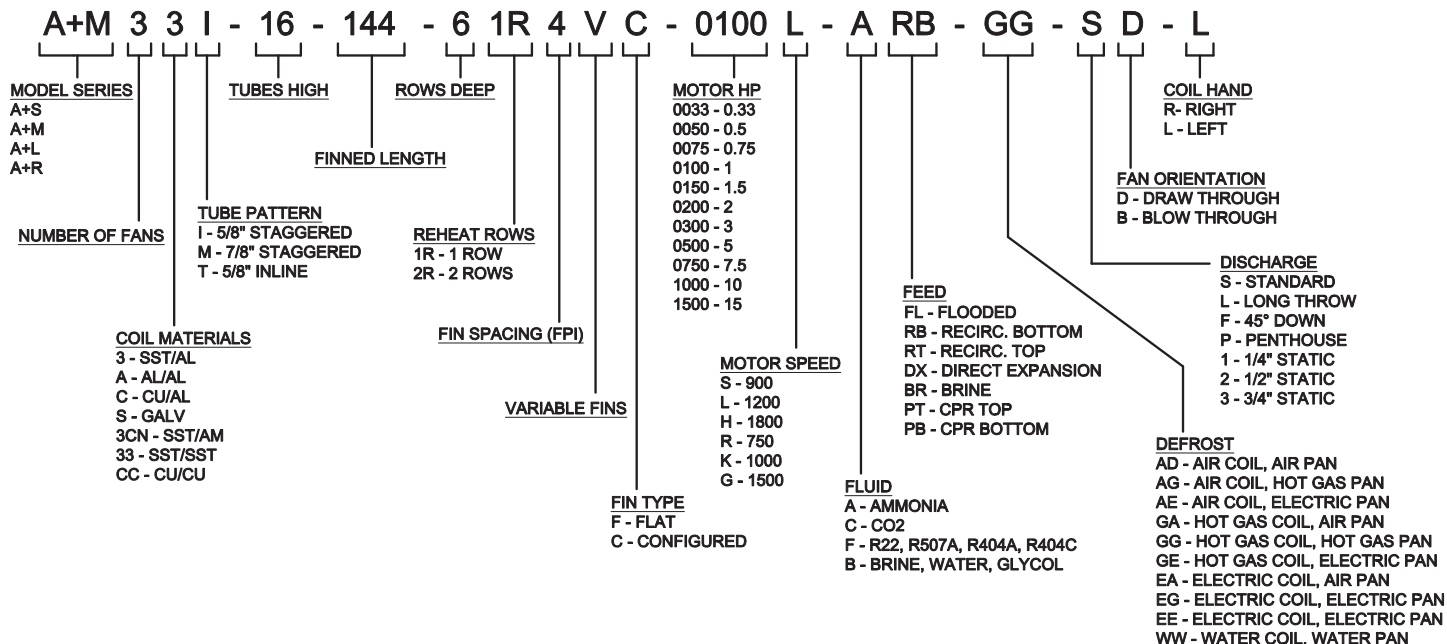 A+M 3 3 I - 16 - 144 - 6 1R 4 V C - 0100 L - A RB - GG - S D - L
MODEL SERIES
A+S
A+M
A+L
A+R
NUMBER OF FANS
COIL MATERIALS
3 - SST/AL
A - AL/AL
C - CU/AL
S - GALV
3CN - SST/AM
33 - SST/SST
CC - CU/CU
TUBE PATTERN
I - 5/8" STAGGERED
M - 7/8" STAGGERED
T - 5/8" INLINE
TUBES HIGH
FINNED LENGTH
ROWS DEEP
REHEAT ROWS
1R - 1 ROW
2R - 2 ROWS
FIN SPACING (FPI)
VARIABLE FINS
FIN TYPE
F - FLAT
C - CONFIGURED
MOTOR HP
0033 - 0.33
0050 - 0.5
0075 - 0.75
0100 - 1
0150 - 1.5
0200 - 2
0300 - 3
0500 - 5
0750 - 7.5
1000 - 10
1500 - 15
MOTOR SPEED
S - 900
L - 1200
H - 1800
R - 750
K - 1000
G - 1500
FLUID
A - AMMONIA
C - CO2
F - R22, R507A, R404A, R404C
B - BRINE, WATER, GLYCOL
FEED
FL - FLOODED
RB - RECIRC. BOTTOM
RT - RECIRC. TOP
DX - DIRECT EXPANSION
BR - BRINE
PT - CPR TOP
PB - CPR BOTTOM
DEFROST
AD - AIR COIL, AIR PAN
AG - AIR COIL, HOT GAS PAN
AE - AIR COIL, ELECTRIC PAN
GA - HOT GAS COIL, AIR PAN
GG - HOT GAS COIL, HOT GAS PAN
GE - HOT GAS COIL, ELECTRIC PAN
EA - ELECTRIC COIL, AIR PAN
EG - ELECTRIC COIL, ELECTRIC PAN
EE - ELECTRIC COIL, ELECTRIC PAN
WW - WATER COIL, WATER PAN
DISCHARGE
S - STANDARD
L - LONG THROW
F - 45° DOWN
P - PENTHOUSE
1 - 1/4" STATIC
2 - 1/2" STATIC
3 - 3/4" STATIC
FAN ORIENTATION
D - DRAW THROUGH
B - BLOW THROUGH
COIL HAND
R- RIGHT
L - LEFT